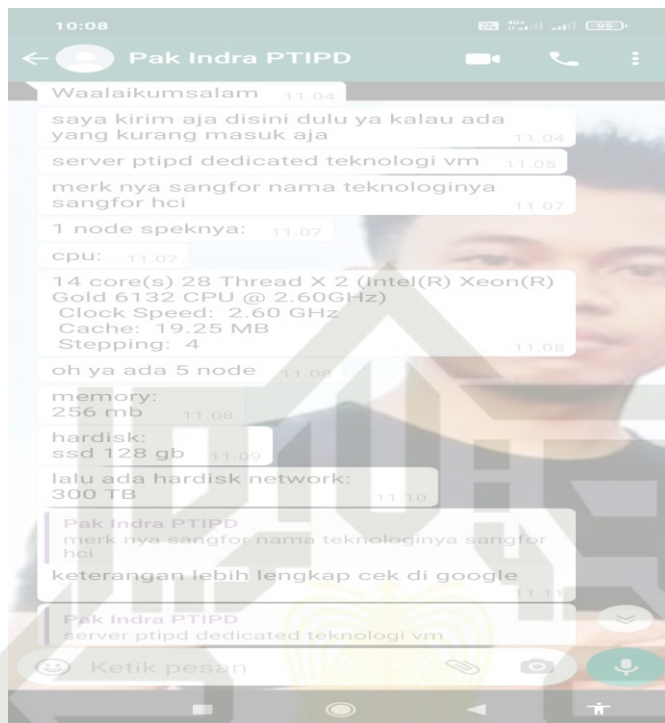 10:08
95
Pak Indra PTIPD
Waalaikumsalam 11.04
saya kirim aja disini dulu ya kalau ada
yang kurang masuk aja 11.04
server ptipd dedicated teknologi vm 11.05
merk nya sangfor nama teknologinya
sangfor hci 11.07
1 node speknya: 11.07
cpu: 11.07
14 core(s) 28 Thread X 2 (Intel(R) Xeon(R)
Gold 6132 CPU @ 2.60GHz)
Clock Speed: 2.60 GHz
Cache: 19.25 MB
Stepping: 4 11.08
oh ya ada 5 node 11.08
memory:
256 mb 11.08
hardisk:
ssd 128 gb 11.09
lalu ada hardisk network:
300 TB 11.10
Pak Indra PTIPD
merk nya sangfor nama teknologinya sangfor
hci
keterangan lebih lengkap cek di google
11.11
Pak Indra PTIPD
server ptipd dedicated teknologi vm
Ketik pesan